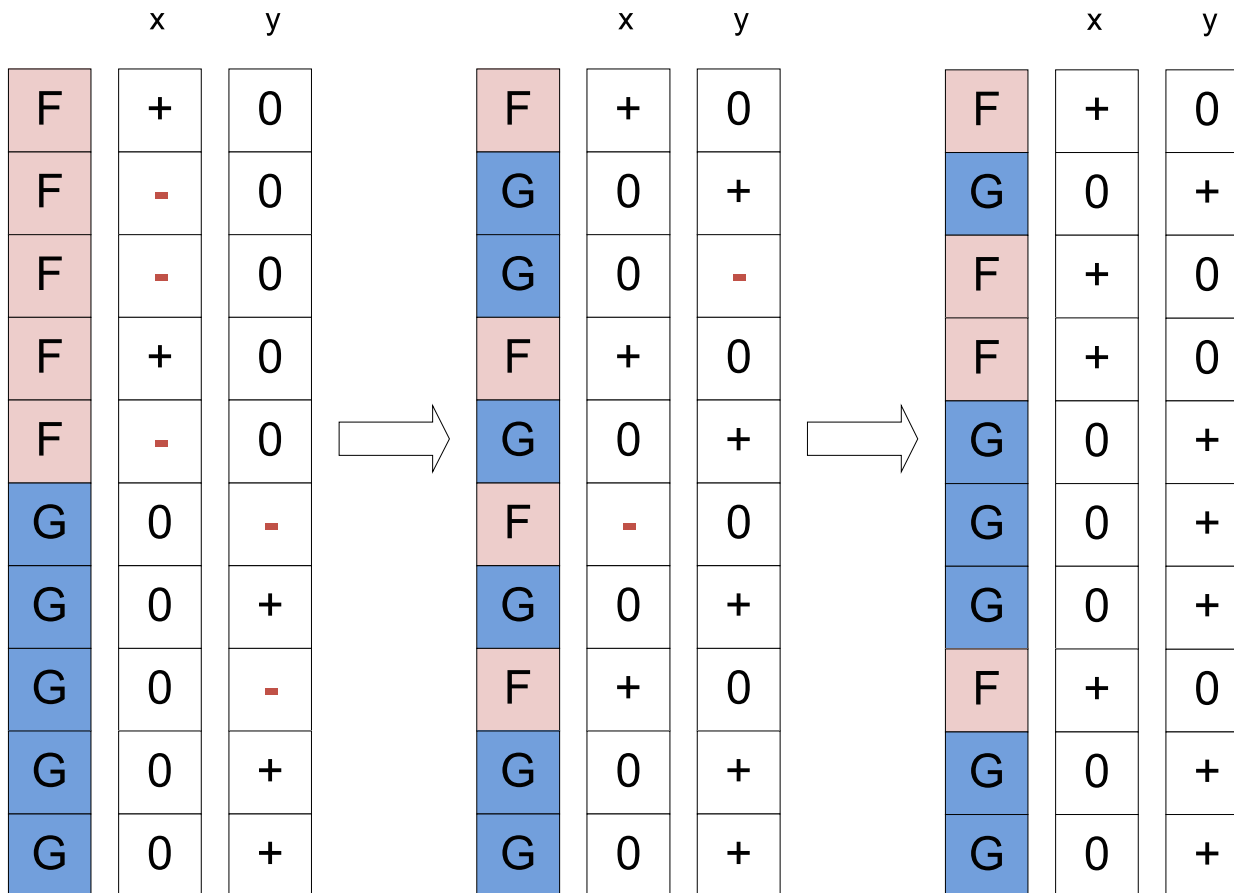 x y x y x y
F + 0 F + 0 F + 0
F - 0 G 0 + G 0 +
F - 0 G 0 - F + 0
F + 0 F + 0 F + 0
F - 0 G 0 + G 0 +
G 0 - F - 0 G 0 +
G 0 + G 0 + G 0 +
G 0 - F + 0 F + 0
G 0 + G 0 + G 0 +
G 0 + G 0 + G 0 +